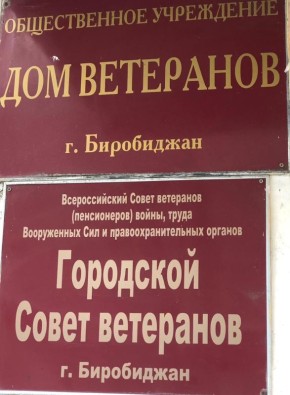 ОБЩЕСТВЕННОЕ УЧРЕЖДЕНИЕ
ДОМ ВЕТЕРАНОВ
г. Биробиджан
Всероссийский Совет ветеранов
(пенсионеров) войны, труда
Вооруженных Сил и правоохранительных органов
Городской
Совет ветеранов
г. Биробиджан